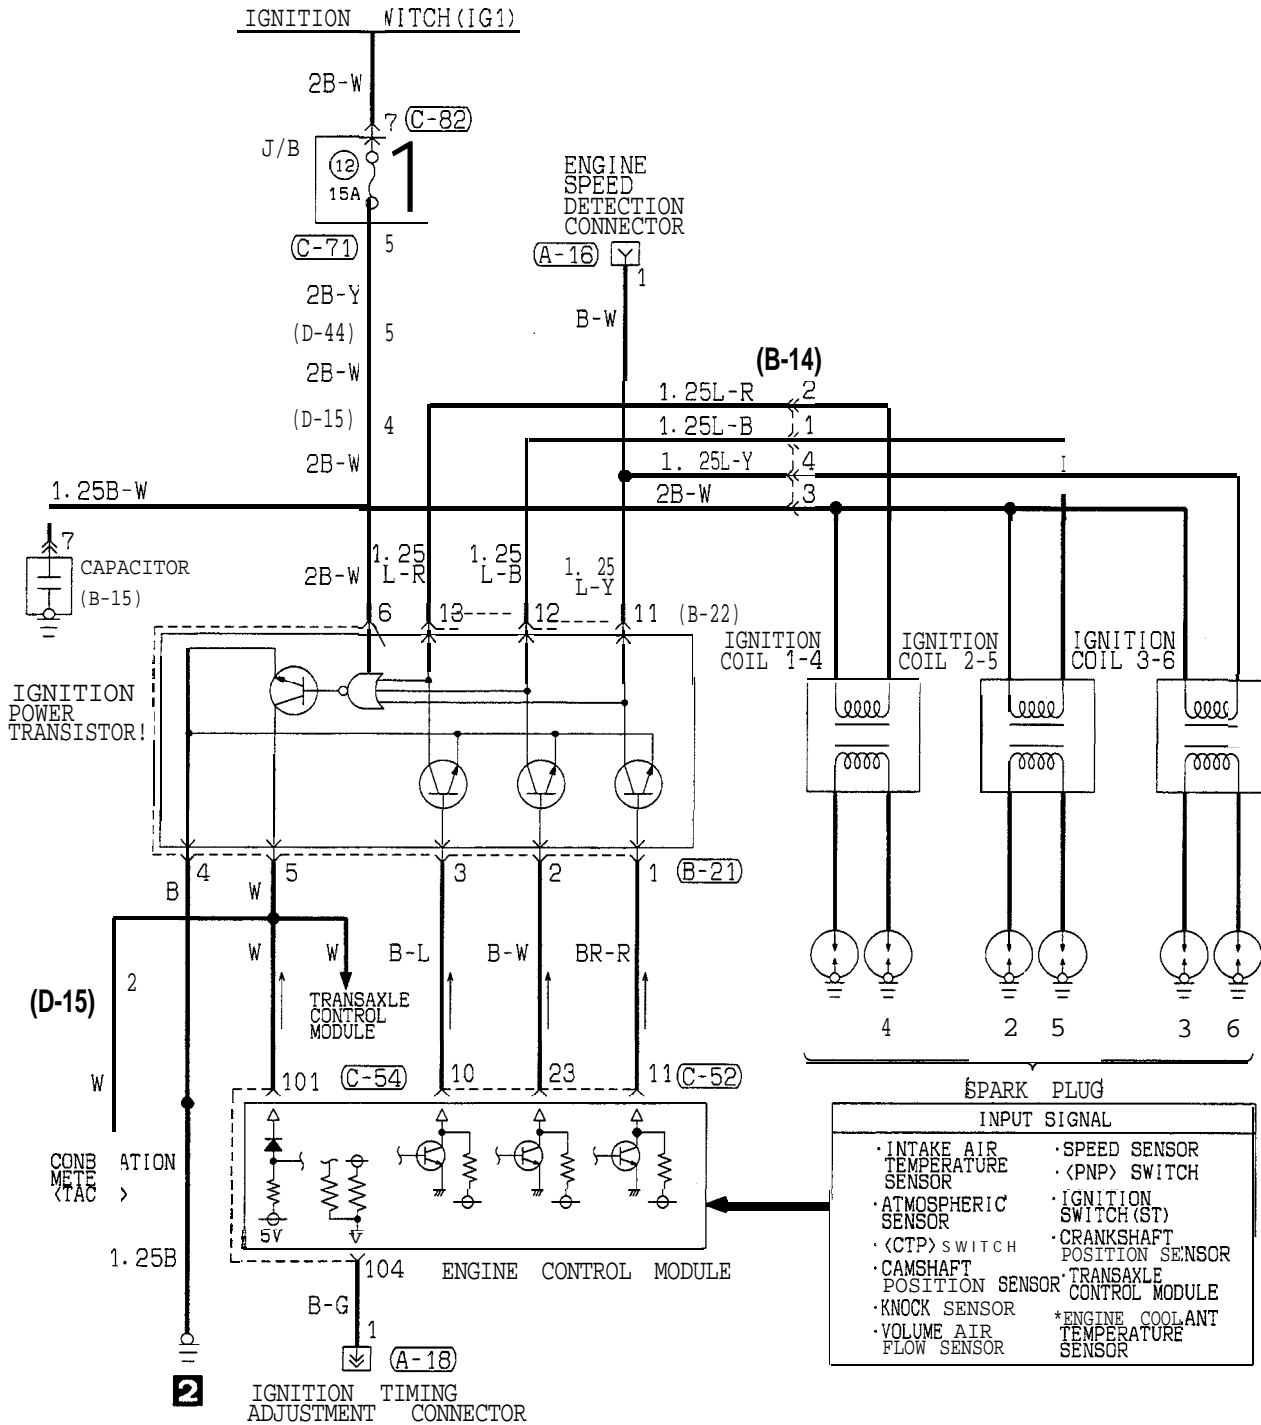 IGNITION WITCH(IG1)
2B-W
7 (C-82)
J/B
12
15A
1
(C-71) 5
2B-Y
(D-44) 5
2B-W
(D-15) 4
2B-W
ENGINE
SPEED
DETECTION
CONNECTOR
(A-16)
1
B-W
(B-14)
1.25L-R 2
1.25L-B 1
1. 25L-Y 4
2B-W 3
I
1.25B-W
7
CAPACITOR
(B-15)
2B-W
1.25
L-R
1.25
L-B
1. 25
L-Y
6 13 12 11 (B-22)
IGNITION
COIL 1-4
IGNITION
COIL 2-5
IGNITION
COIL 3-6
IGNITION
POWER
TRANSISTOR!
4 5 3 2 1 (B-21)
B W
W W B-L B-W BR-R
2
(D-15)
TRANSAXLE
CONTROL
MODULE
W
101 (C-54) 10 23 11 (C-52)
4 2 5 3 6
SPARK PLUG
5V
CONB ATION
METE
<TAC >
1.25B
104
ENGINE CONTROL MODULE
B-G
1
(A-18)
2
IGNITION TIMING
ADJUSTMENT CONNECTOR
INPUT SIGNAL
·INTAKE AIR
TEMPERATURE
SENSOR
·ATMOSPHERIC
SENSOR
·<CTP> SWITCH
·CAMSHAFT
POSITION SENSOR
·KNOCK SENSOR
·VOLUME AIR
FLOW SENSOR
·SPEED SENSOR
·<PNP> SWITCH
·IGNITION
SWITCH(ST)
·CRANKSHAFT
POSITION SENSOR
·TRANSAXLE
CONTROL MODULE
*ENGINE COOLANT
TEMPERATURE
SENSOR